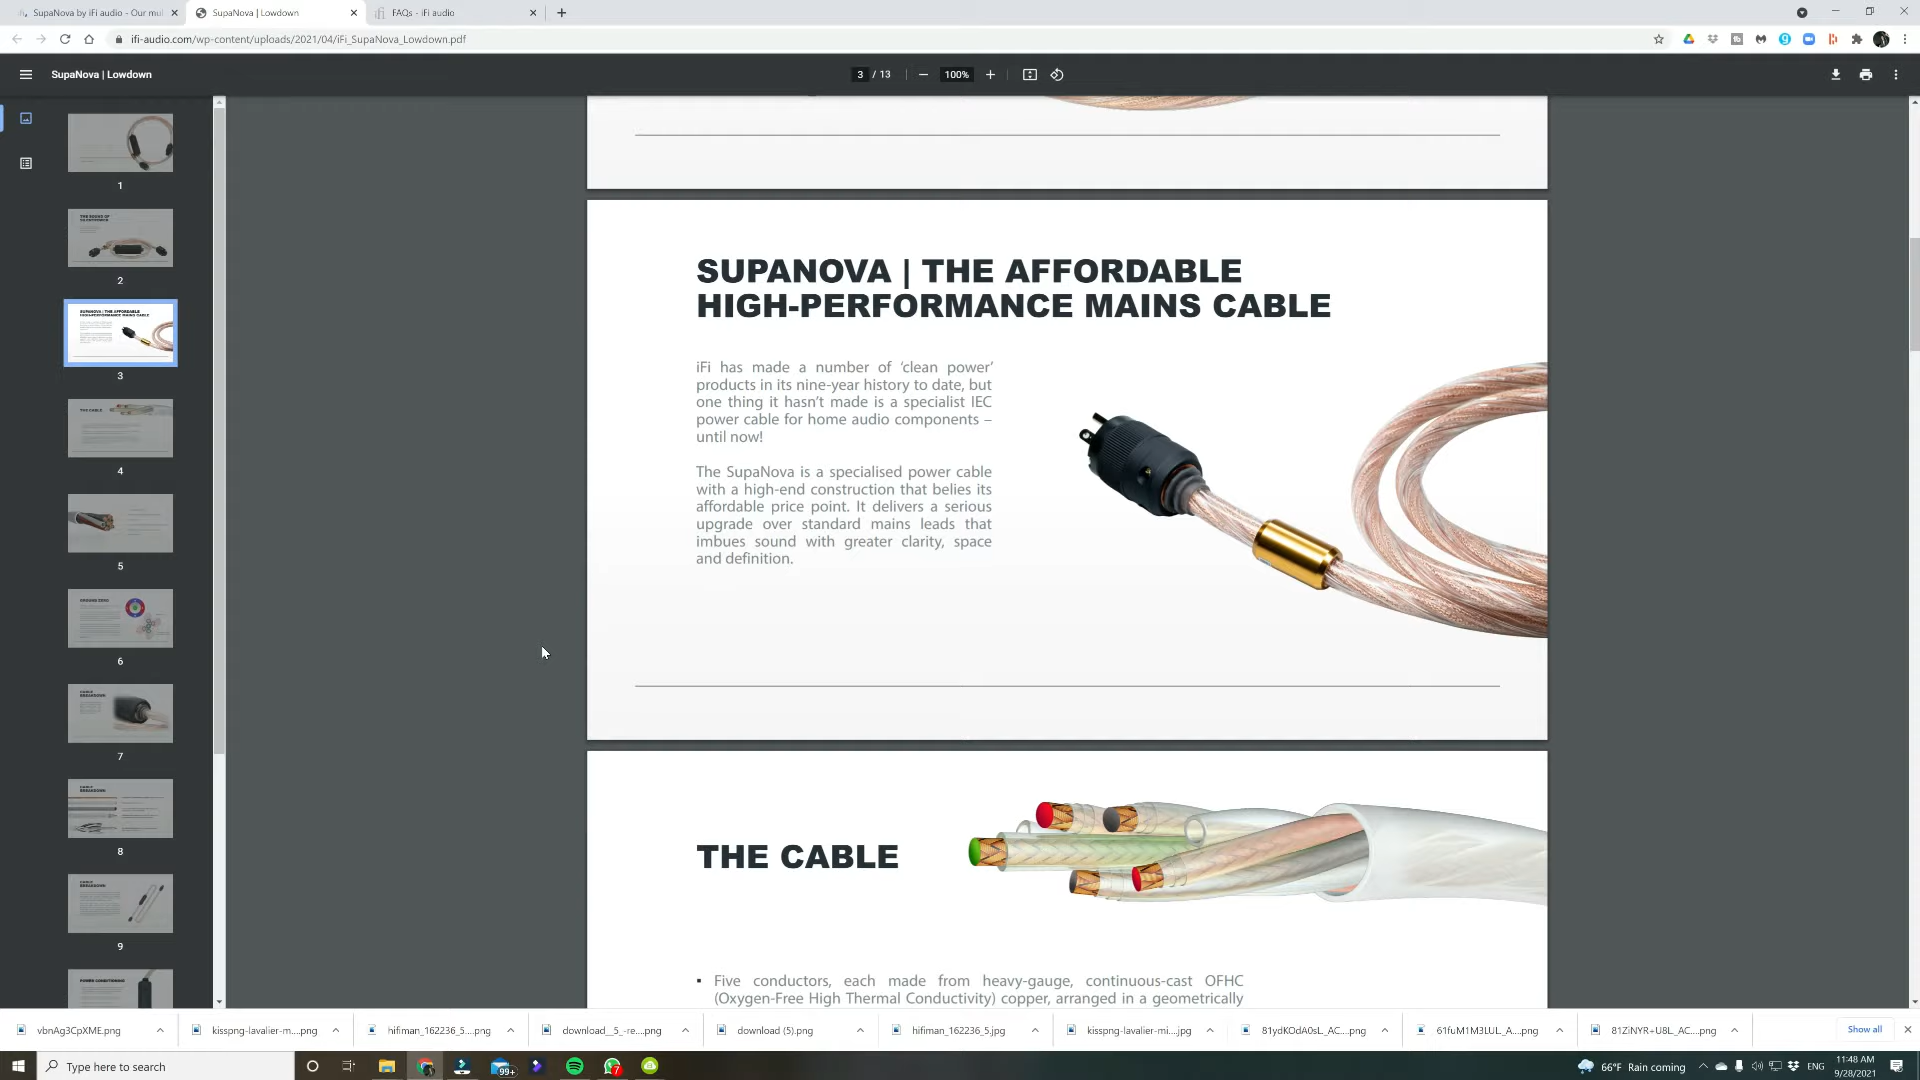 SupaNova by iFi audio - Our mul
SupaNova | Lowdown
FAQs - iFi audio
ifi-audio.com/wp-content/uploads/2021/04/iFi_SupaNova_Lowdown.pdf
SupaNova | Lowdown
3 / 13
100%
1
2
3
4
5
6
7
8
9
SUPANOVA | THE AFFORDABLE
HIGH-PERFORMANCE MAINS CABLE
iFi has made a number of ‘clean power’
products in its nine-year history to date, but
one thing it hasn’t made is a specialist IEC
power cable for home audio components –
until now!
The SupaNova is a specialised power cable
with a high-end construction that belies its
affordable price point. It delivers a serious
upgrade over standard mains leads that
imbues sound with greater clarity, space
and definition.
THE CABLE
▪ Five conductors, each made from heavy-gauge, continuous-cast OFHC
(Oxygen-Free High Thermal Conductivity) copper, arranged in a geometrically
vbnAg3CpXME.png
kisspng-lavalier-m....png
hifiman_162236_5....png
download__5_-re....png
download (5).png
hifiman_162236_5.jpg
kisspng-lavalier-mi....jpg
81ydKOdA0sL_AC....png
61fuM1M3LUL_A....png
81ZiNYR+U8L_AC....png
Show all
Type here to search
99+
7
66°F Rain coming
ENG
11:48 AM
9/28/2021